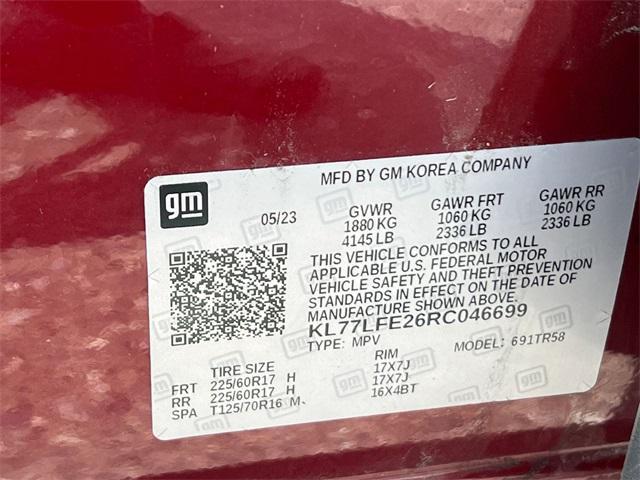 MFD BY GM KOREA COMPANY
gm
05/23
GVWR GAWR FRT GAWR RR
1880 KG 1060 KG 1060 KG
4145 LB 2336 LB 2336 LB
THIS VEHICLE CONFORMS TO ALL
APPLICABLE U.S. FEDERAL MOTOR
VEHICLE SAFETY AND THEFT PREVENTION
STANDARDS IN EFFECT ON THE DATE OF
MANUFACTURE SHOWN ABOVE.
KL77LFE26RC046699
TYPE: MPV MODEL: 691TR58
TIRE SIZE RIM
FRT 225/60R17 H 17X7J
RR 225/60R17 H 17X7J
SPA T125/70R16 M 16X4BT